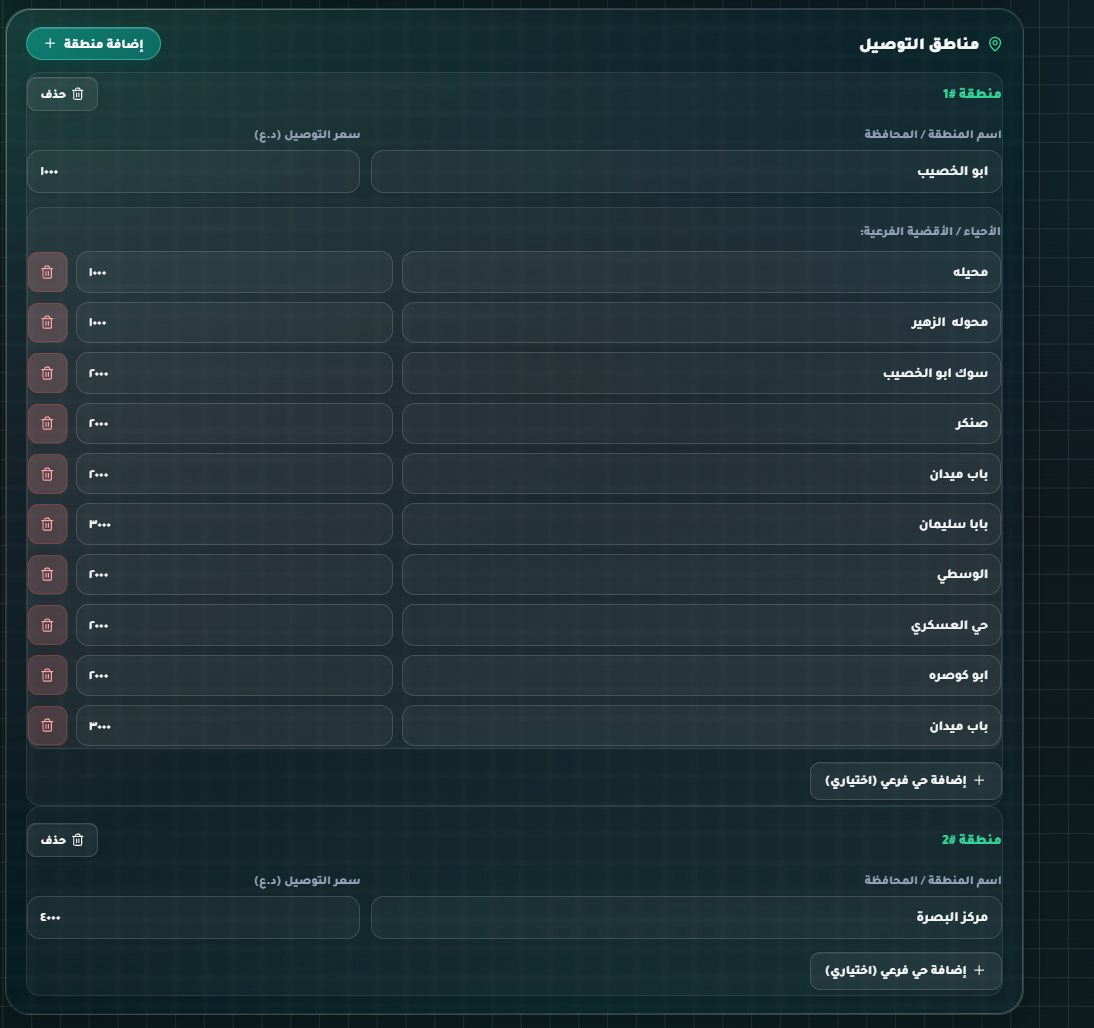 مناطق التوصيل
إضافة منطقة +
منطقة #1
حذف
اسم المنطقة / المحافظة
سعر التوصيل (د.ع)
ابو الخصيب
١٠٠٠
الأحياء / الأقضية الفرعية:
محيله
١٠٠٠
محوله الزهير
١٠٠٠
سوك ابو الخصيب
٢٠٠٠
صنكر
٢٠٠٠
باب ميدان
٢٠٠٠
بابا سليمان
٣٠٠٠
الوسطي
٢٠٠٠
حي العسكري
٢٠٠٠
ابو كوصره
٢٠٠٠
باب ميدان
٣٠٠٠
+ إضافة حي فرعي (اختياري)
منطقة #2
حذف
اسم المنطقة / المحافظة
سعر التوصيل (د.ع)
مركز البصرة
٤٠٠٠
+ إضافة حي فرعي (اختياري)